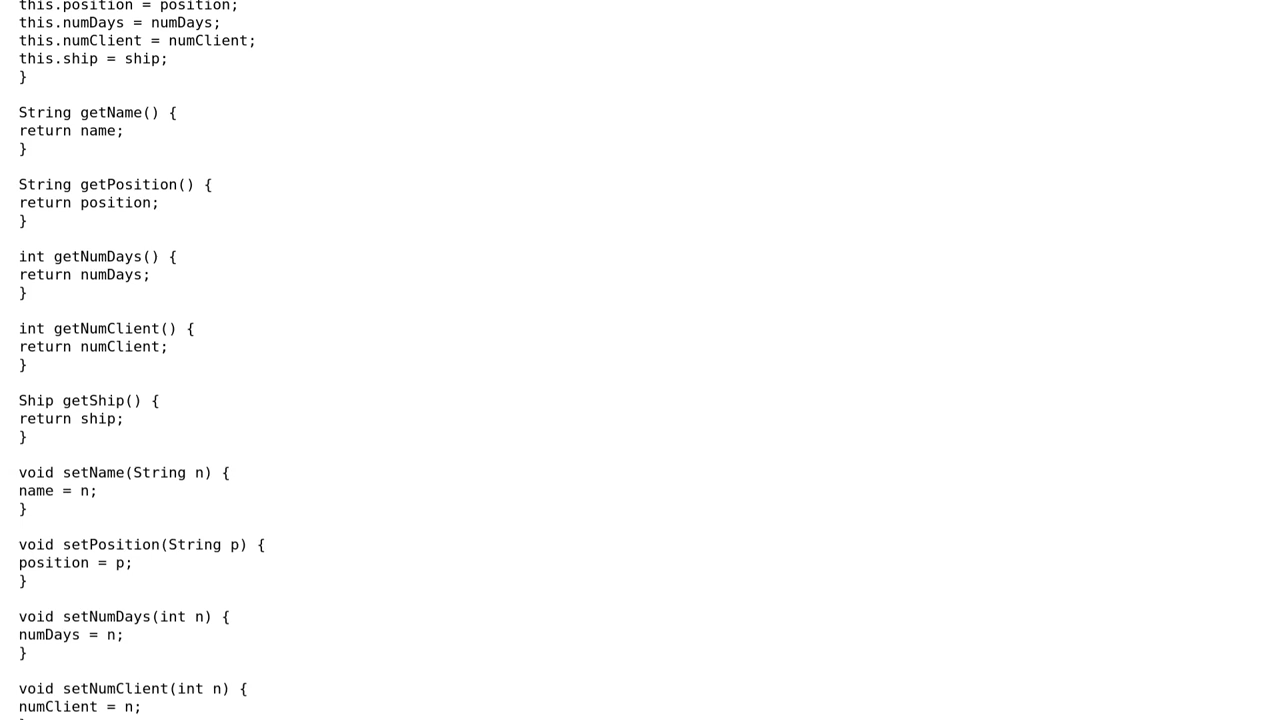 this.position = position;
this.numDays = numDays;
this.numClient = numClient;
this.ship = ship;
}
String getName() {
return name;
}
String getPosition() {
return position;
}
int getNumDays() {
return numDays;
}
int getNumClient() {
return numClient;
}
Ship getShip() {
return ship;
}
void setName(String n) {
name = n;
}
void setPosition(String p) {
position = p;
}
void setNumDays(int n) {
numDays = n;
}
void setNumClient(int n) {
numClient = n;